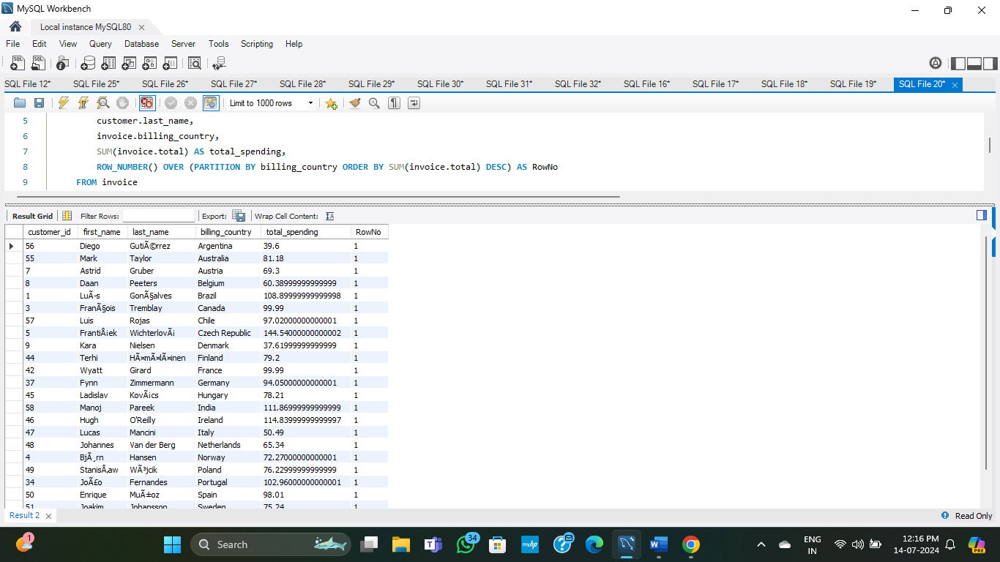 MySQL Workbench
Local instance MySQL80
File Edit View Query Database Server Tools Scripting Help
SQL File 12* SQL File 25* SQL File 26* SQL File 27* SQL File 28* SQL File 29* SQL File 30* SQL File 31* SQL File 32* SQL File 16* SQL File 17* SQL File 18* SQL File 19* SQL File 20*
Limit to 1000 rows
5 customer.last_name,
6 invoice.billing_country,
7 SUM(invoice.total) AS total_spending,
8 ROW_NUMBER() OVER (PARTITION BY billing_country ORDER BY SUM(invoice.total) DESC) AS RowNo
9 FROM invoice
Result Grid Filter Rows: Export: Wrap Cell Content:
customer_id first_name last_name billing_country total_spending RowNo
56 Diego GutiÃ©rrez Argentina 39.6 1
55 Mark Taylor Australia 81.18 1
7 Astrid Gruber Austria 69.3 1
8 Daan Peeters Belgium 60.38999999999999 1
1 LuÃ-s GonÃ§alves Brazil 108.89999999999998 1
3 FranÃ§ois Tremblay Canada 99.99 1
57 Luis Rojas Chile 97.02000000000001 1
5 FrantiÅ¡ek WichterlovÃ¡ Czech Republic 144.54000000000002 1
9 Kara Nielsen Denmark 37.61999999999999 1
44 Terhi HÃ¤mÃ¤lÃ¤inen Finland 79.2 1
42 Wyatt Girard France 99.99 1
37 Fynn Zimmermann Germany 94.05000000000001 1
45 Ladislav KovÃ¡cs Hungary 78.21 1
58 Manoj Pareek India 111.86999999999999 1
46 Hugh O'Reilly Ireland 114.83999999999997 1
47 Lucas Mancini Italy 50.49 1
48 Johannes Van der Berg Netherlands 65.34 1
4 BjÃ¸rn Hansen Norway 72.27000000000001 1
49 StanisÅ‚aw WÃ³jcik Poland 76.22999999999999 1
34 JoÃ£o Fernandes Portugal 102.96000000000001 1
50 Enrique MuÃ±oz Spain 98.01 1
51 Joakim Johansson Sweden 75.24 1
Result 2 Read Only
1 Search 34 myhp ENG IN 12:16 PM 14-07-2024 PRE